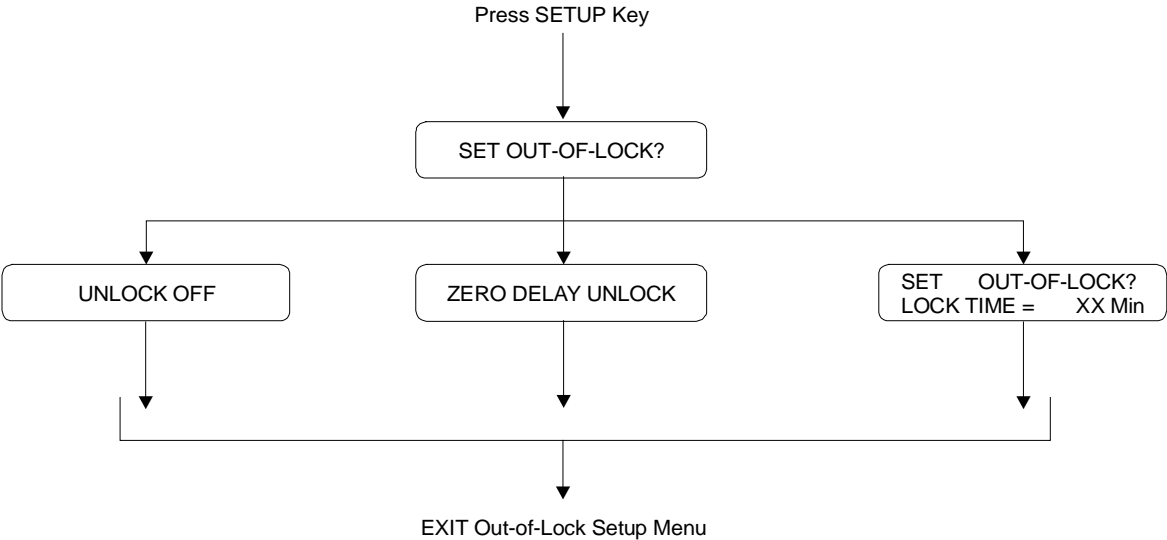 Press SETUP Key
SET OUT-OF-LOCK?
UNLOCK OFF
ZERO DELAY UNLOCK
SET OUT-OF-LOCK?
LOCK TIME = XX Min
EXIT Out-of-Lock Setup Menu